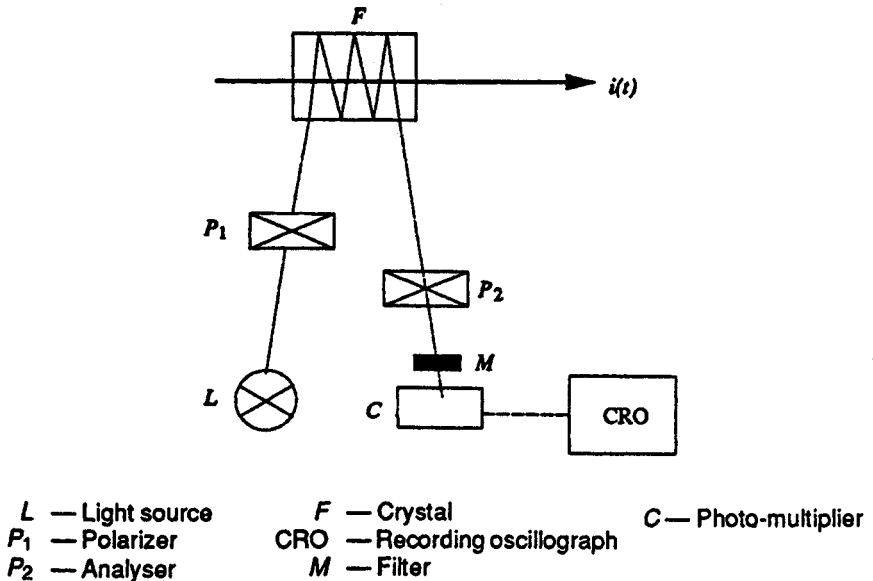 F
i(t)
P₁
P₂
M
L
C
CRO
L — Light source
P₁ — Polarizer
P₂ — Analyser
F — Crystal
CRO — Recording oscillograph
M — Filter
C — Photo-multiplier